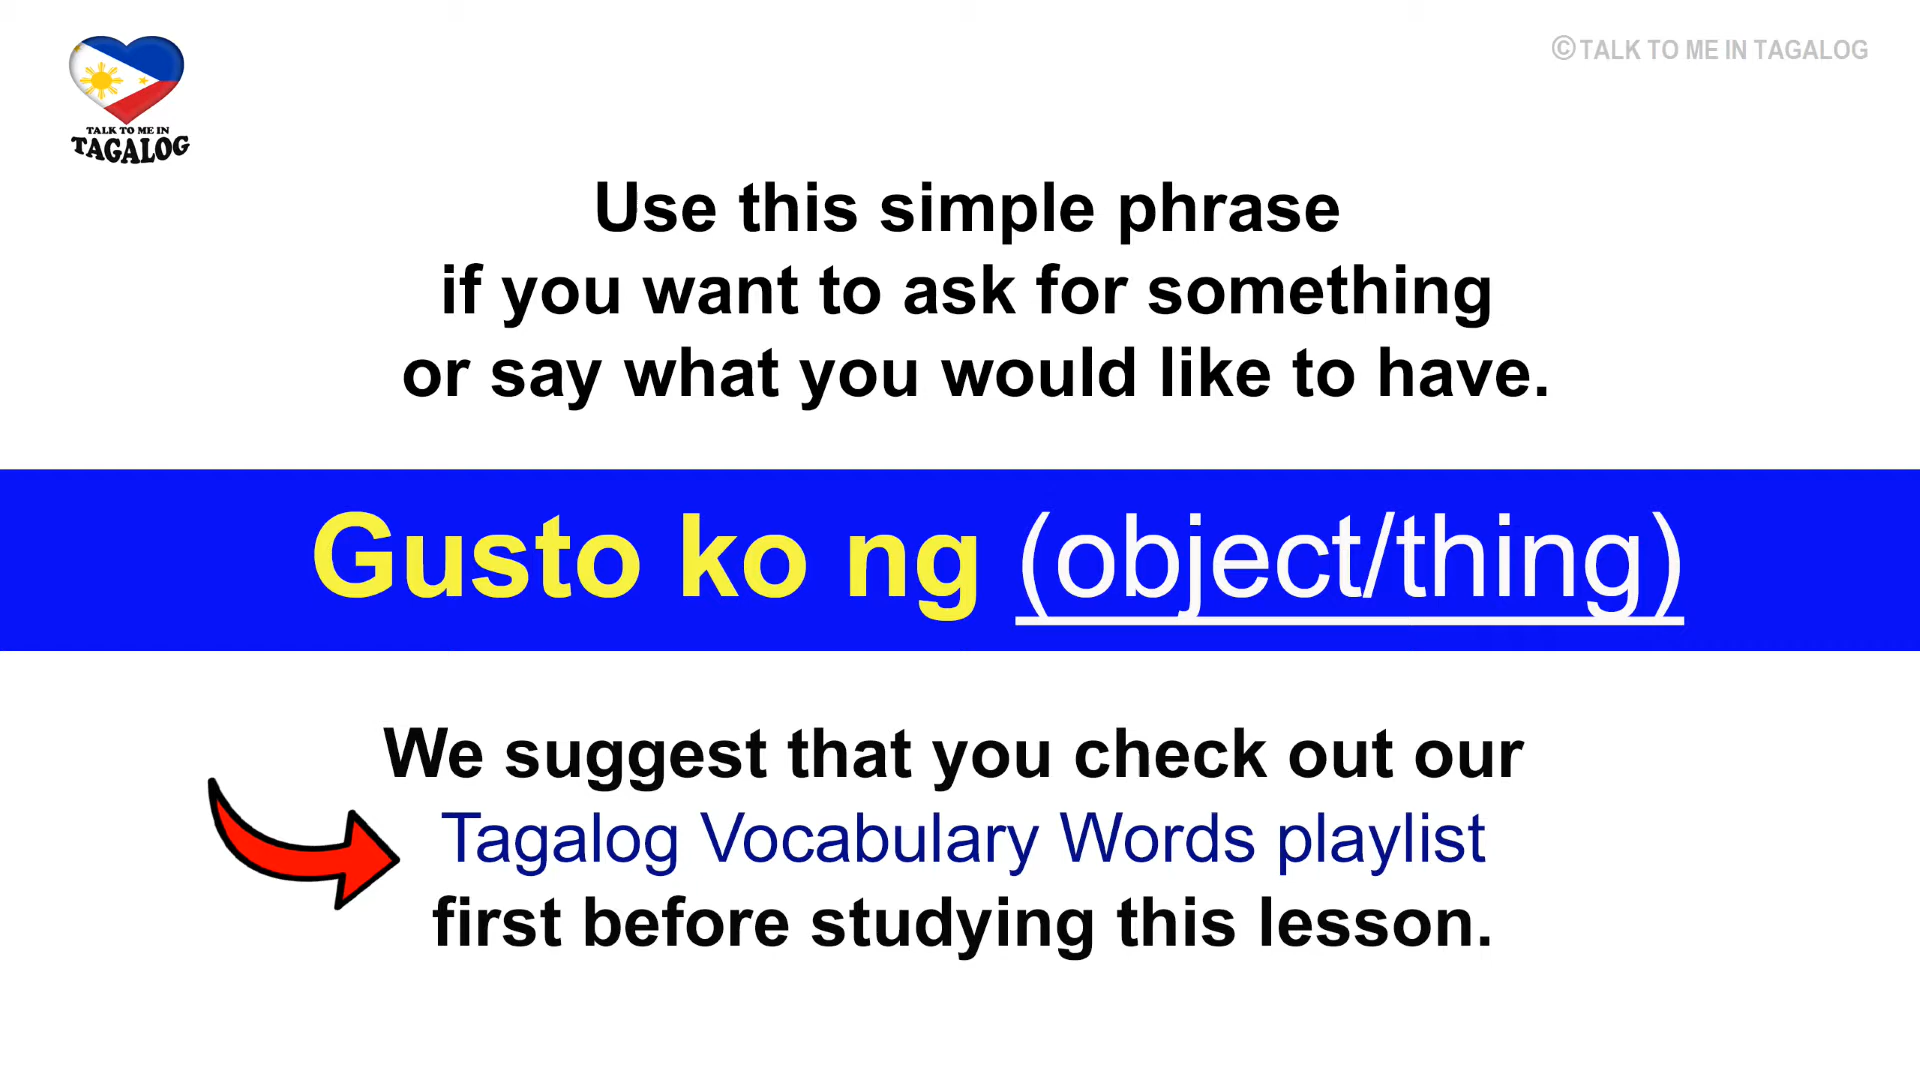 TALK TO ME IN
TAGALOG
©TALK TO ME IN TAGALOG
Use this simple phrase
if you want to ask for something
or say what you would like to have.
Gusto ko ng (object/thing)
We suggest that you check out our
Tagalog Vocabulary Words playlist
first before studying this lesson.